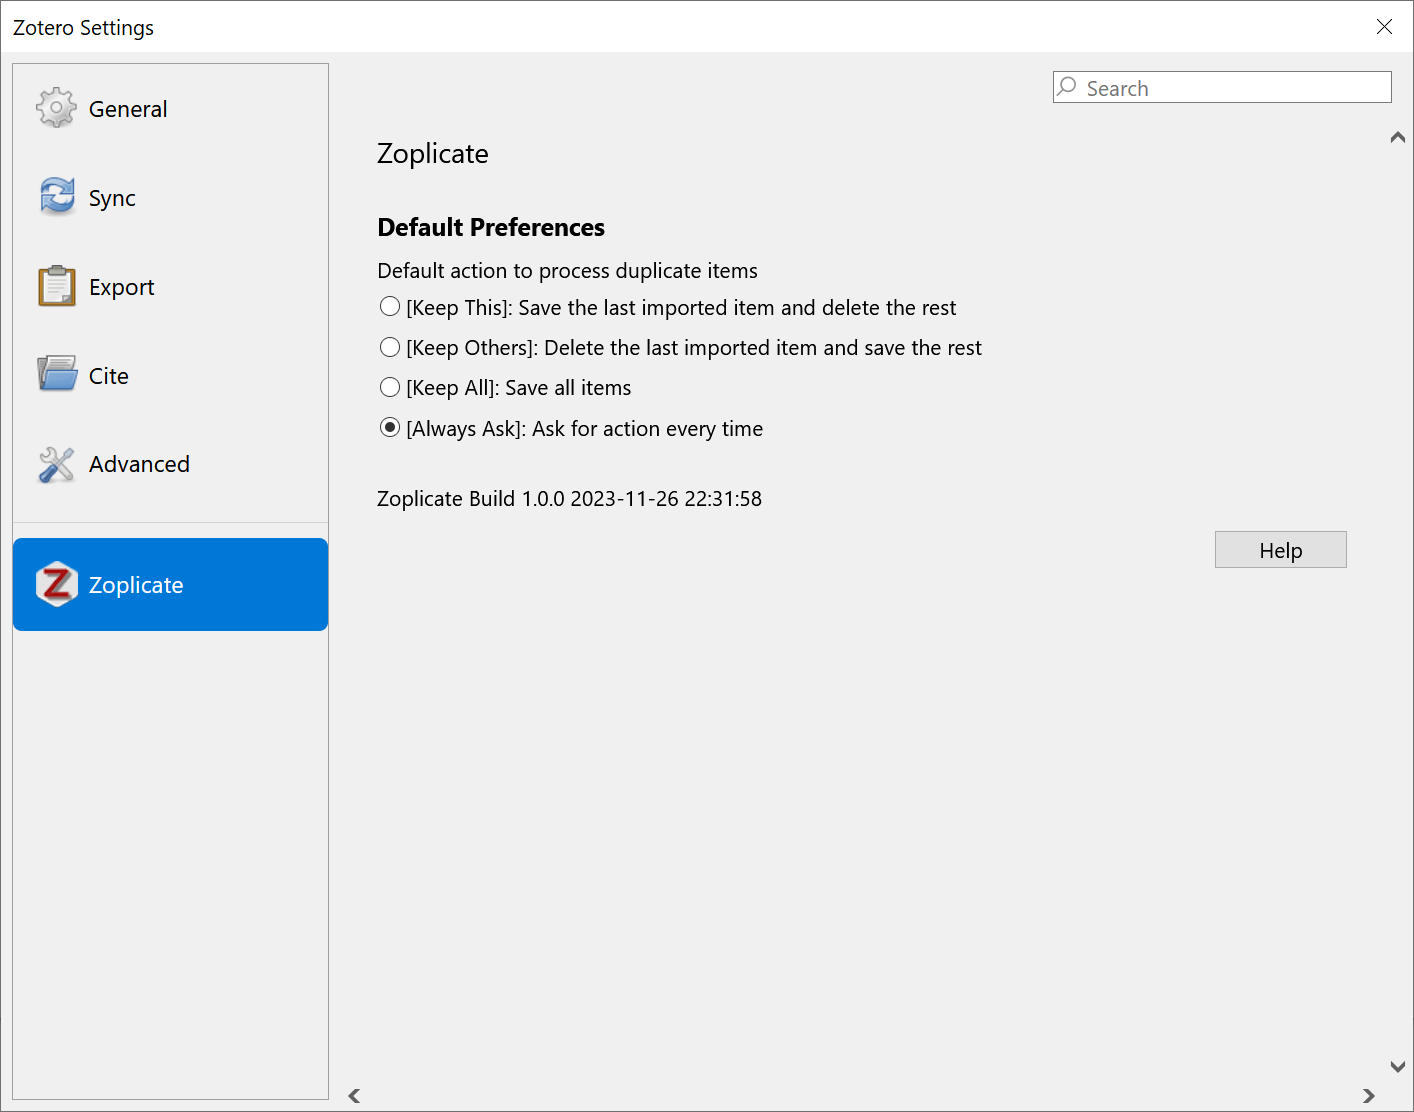 Zotero Settings
General
Sync
Export
Cite
Advanced
Zoplicate
Search
Zoplicate
Default Preferences
Default action to process duplicate items
[Keep This]: Save the last imported item and delete the rest
[Keep Others]: Delete the last imported item and save the rest
[Keep All]: Save all items
[Always Ask]: Ask for action every time
Zoplicate Build 1.0.0 2023-11-26 22:31:58
Help